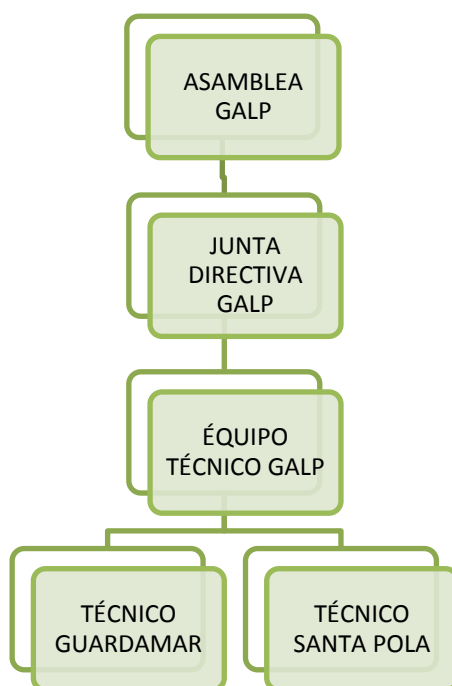 ASAMBLEA
GALP
JUNTA
DIRECTIVA
GALP
ÉQUIPO
TÉCNICO GALP
TÉCNICO
GUARDAMAR
TÉCNICO
SANTA POLA